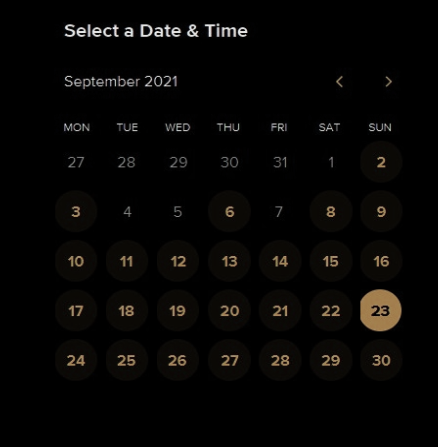 Select a Date & Time
September 2021
MON TUE WED THU FRI SAT SUN
27 28 29 30 31 1 2
3 4 5 6 7 8 9
10 11 12 13 14 15 16
17 18 19 20 21 22 23
24 25 26 27 28 29 30